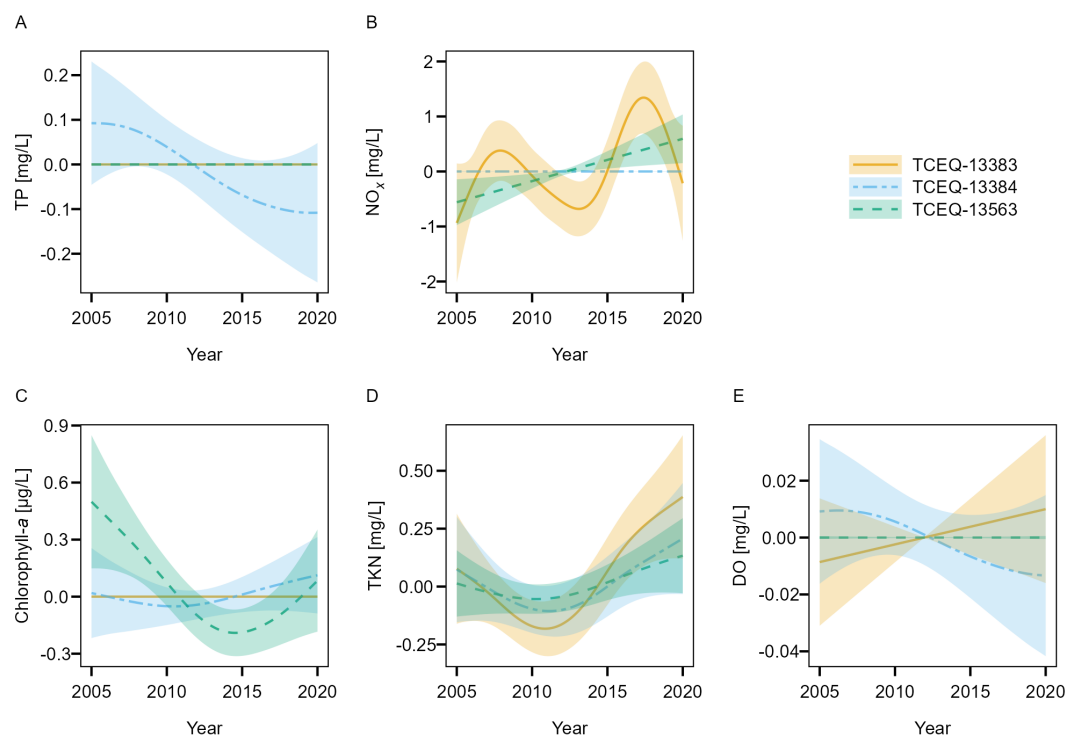 A
B
0.2
0.1
0.0
-0.1
-0.2
TP [mg/L]
2005 2010 2015 2020
Year
2
1
0
-1
-2
NOx [mg/L]
2005 2010 2015 2020
Year
TCEQ-13383
TCEQ-13384
TCEQ-13563
C
D
E
0.9
0.6
0.3
0.0
-0.3
Chlorophyll-a [µg/L]
2005 2010 2015 2020
Year
0.50
0.25
0.00
-0.25
TKN [mg/L]
2005 2010 2015 2020
Year
0.02
0.00
-0.02
-0.04
DO [mg/L]
2005 2010 2015 2020
Year